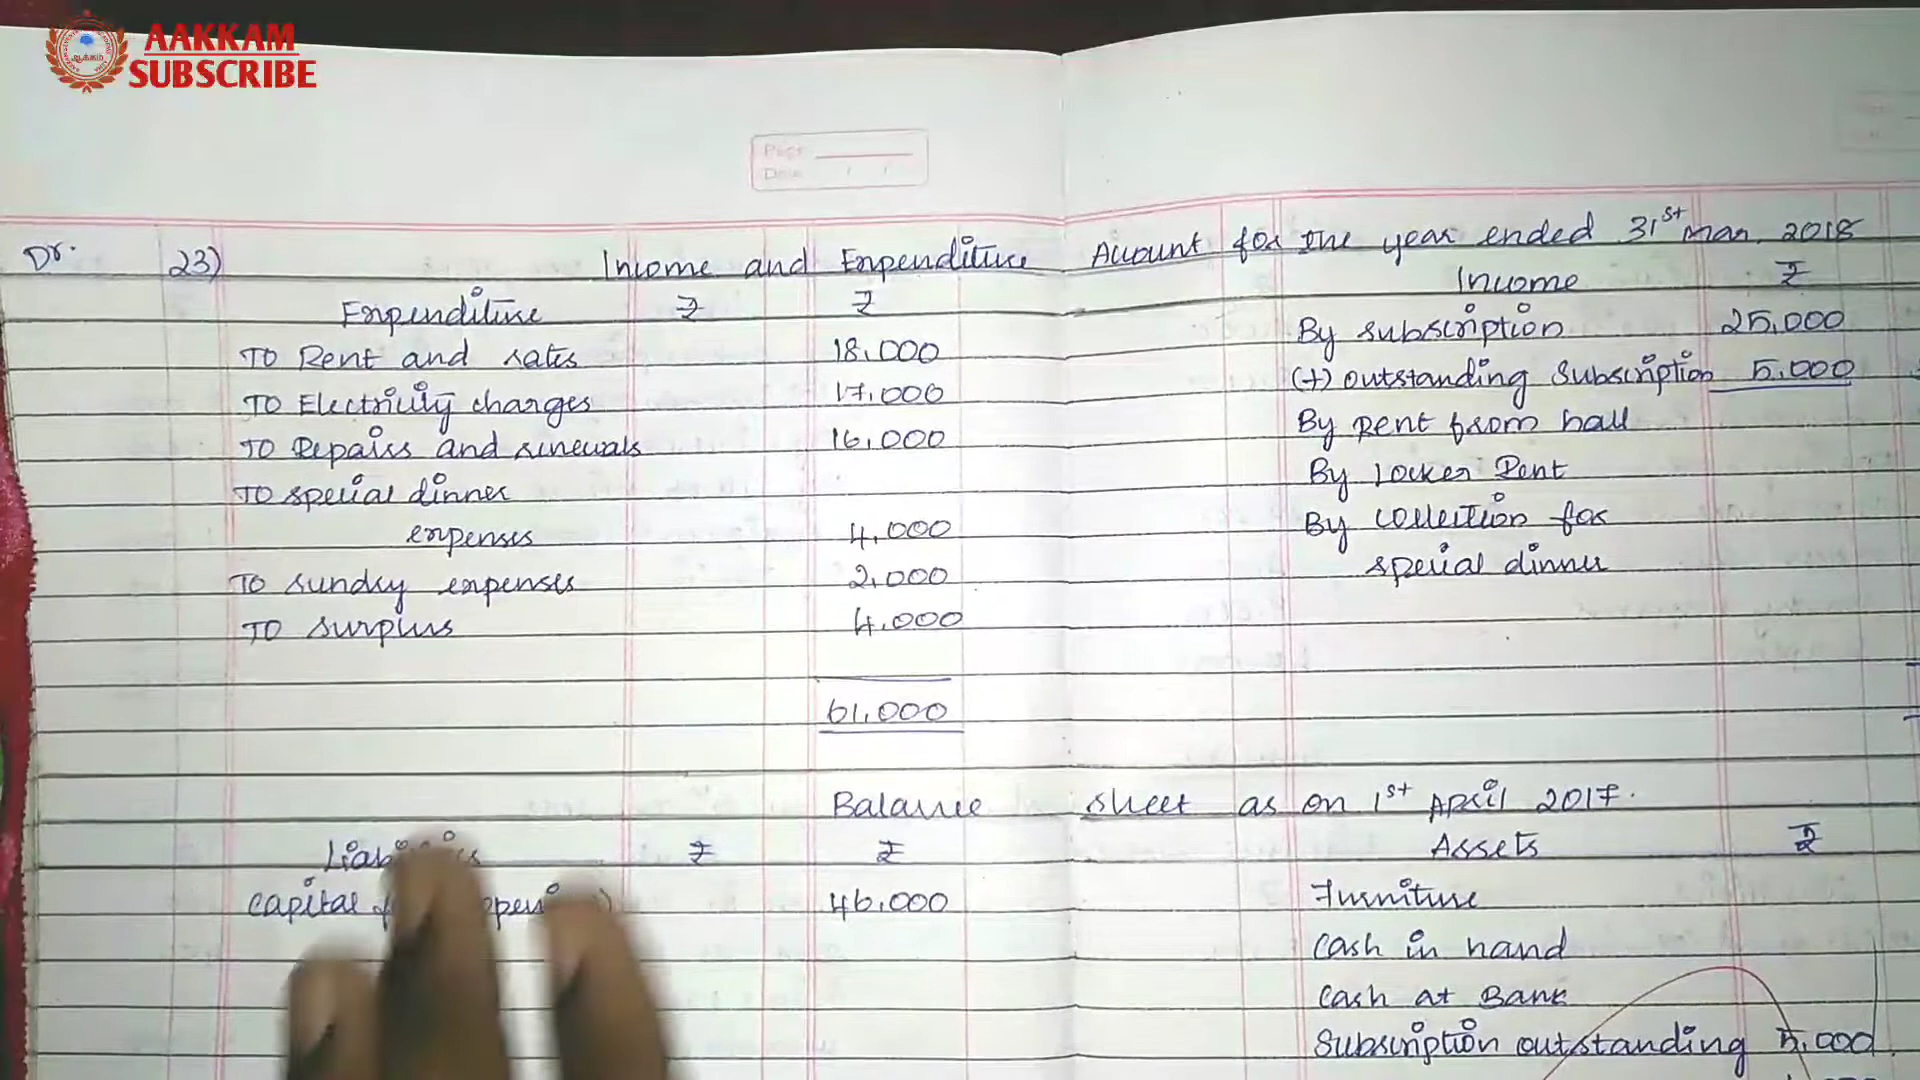 AAKKAM
SUBSCRIBE
ஆக்கம்
Page
Date / /
Dr. 23) Income and Expenditure Account for the year ended 31st Mar 2018
Expenditure ₹ ₹ Income ₹
To Rent and rates 18,000 By subscription 25,000
To Electricity charges 17,000 (+) outstanding subscription 5,000
To Repairs and renewals 16,000 By Rent from hall
To special dinner By Locker Rent
expenses 4,000 By collection for
special dinner
To sundry expenses 2,000
To surplus 4,000
61,000
Balance sheet as on 1st April 2017.
₹ ₹ Assets ₹
capital 46,000 Furniture
Cash in hand
Cash at Bank
Subscription outstanding 5,000